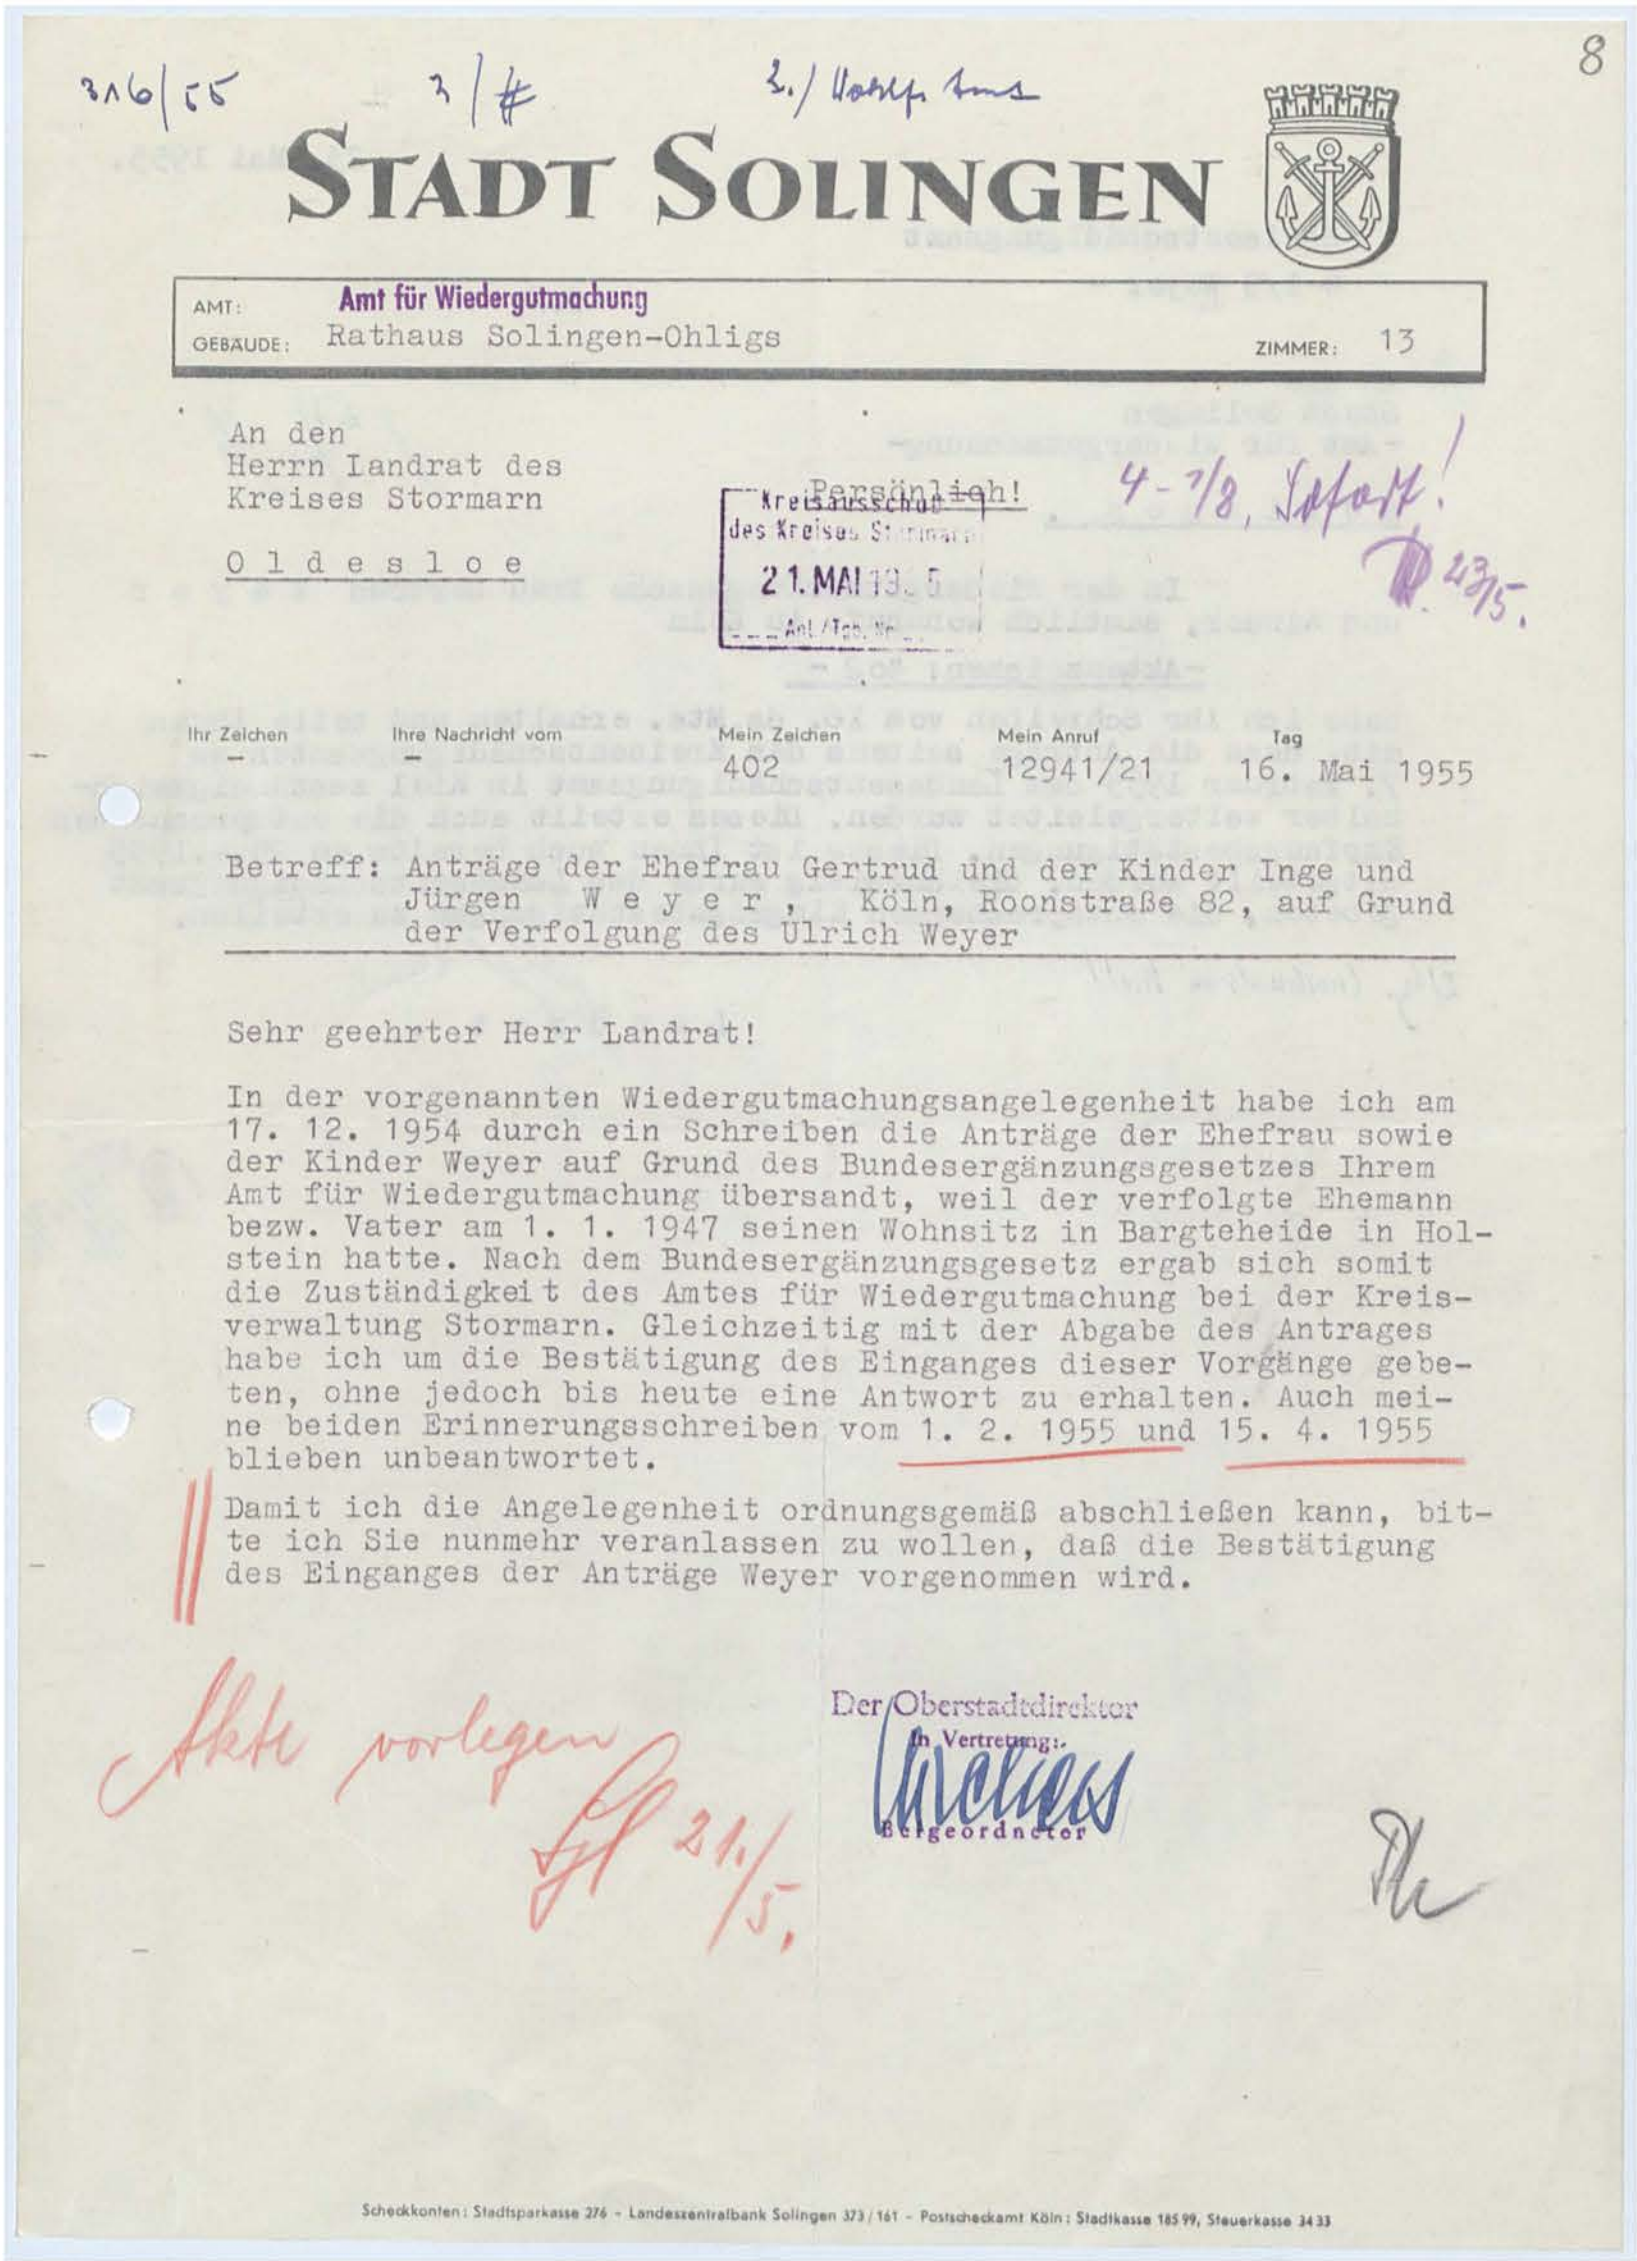 8
316/55
STADT SOLINGEN
AMT: Amt für Wiedergutmachung
GEBÄUDE: Rathaus Solingen-Ohligs ZIMMER: 13
An den
Herrn Landrat des
Kreises Stormarn
O l d e s l o e
Persönlich!
Kreisausschuß
des Kreises Stormarn
21. MAI 19 5
4-7/8, Sofort!
23/5.
Ihr Zeichen Ihre Nachricht vom Mein Zeichen Mein Anruf Tag
- - 402 12941/21 16. Mai 1955
Betreff: Anträge der Ehefrau Gertrud und der Kinder Inge und
Jürgen W e y e r , Köln, Roonstraße 82, auf Grund
der Verfolgung des Ulrich Weyer
Sehr geehrter Herr Landrat!
In der vorgenannten Wiedergutmachungsangelegenheit habe ich am
17. 12. 1954 durch ein Schreiben die Anträge der Ehefrau sowie
der Kinder Weyer auf Grund des Bundesergänzungsgesetzes Ihrem
Amt für Wiedergutmachung übersandt, weil der verfolgte Ehemann
bezw. Vater am 1. 1. 1947 seinen Wohnsitz in Bargteheide in Hol-
stein hatte. Nach dem Bundesergänzungsgesetz ergab sich somit
die Zuständigkeit des Amtes für Wiedergutmachung bei der Kreis-
verwaltung Stormarn. Gleichzeitig mit der Abgabe des Antrages
habe ich um die Bestätigung des Einganges dieser Vorgänge gebe-
ten, ohne jedoch bis heute eine Antwort zu erhalten. Auch mei-
ne beiden Erinnerungsschreiben vom 1. 2. 1955 und 15. 4. 1955
blieben unbeantwortet.
Damit ich die Angelegenheit ordnungsgemäß abschließen kann, bit-
te ich Sie nunmehr veranlassen zu wollen, daß die Bestätigung
des Einganges der Anträge Weyer vorgenommen wird.
Akte vorlegen
21./5.
Der Oberstadtdirektor
In Vertretung:
Scheckkonten: Stadtsparkasse 276 - Landeszentralbank Solingen 373/161 - Postscheckamt Köln: Stadtkasse 185 99, Steuerkasse 34 33